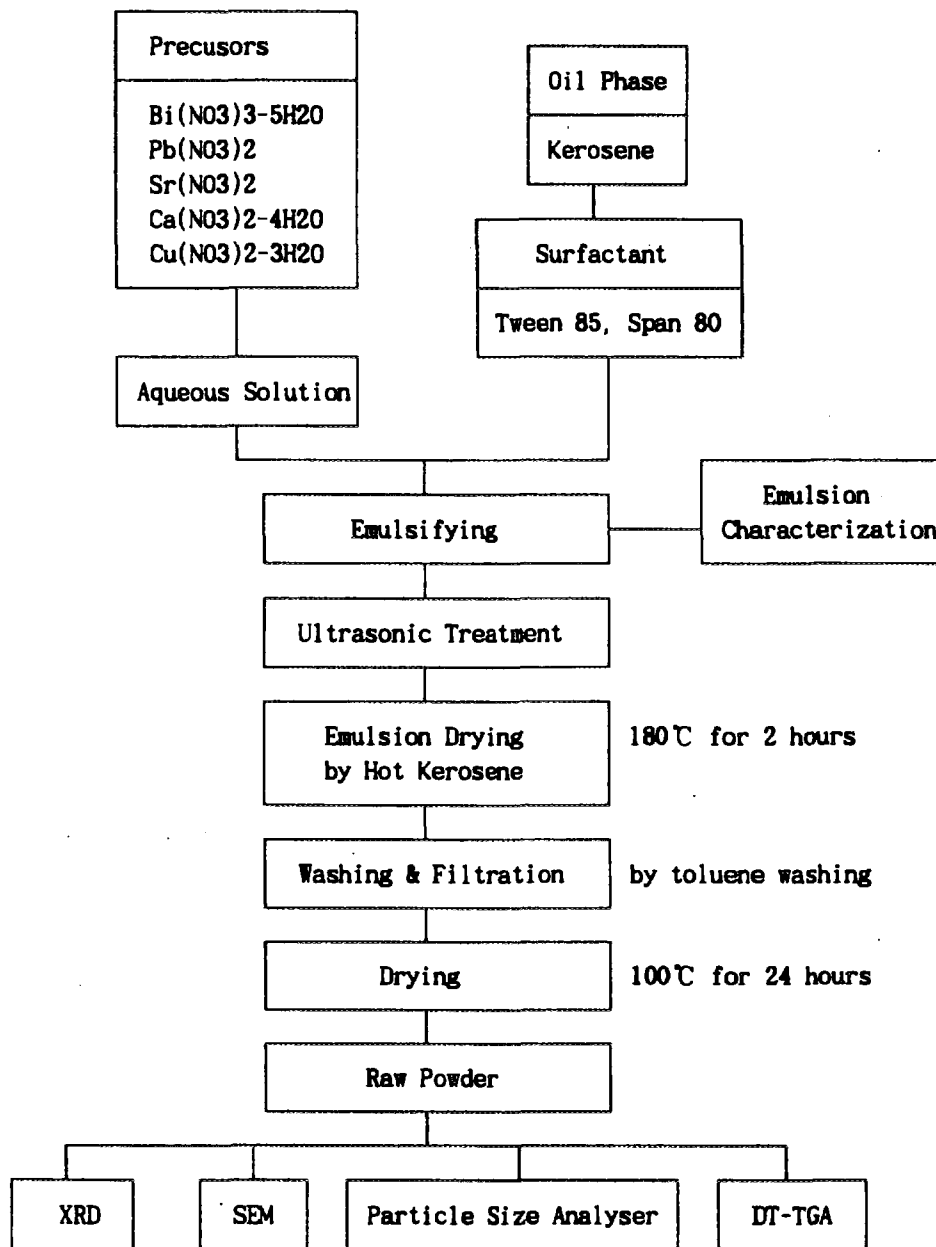 Precusors
Bi(NO3)3-5H2O
Pb(NO3)2
Sr(NO3)2
Ca(NO3)2-4H2O
Cu(NO3)2-3H2O
Oil Phase
Kerosene
Surfactant
Tween 85, Span 80
Aqueous Solution
Emulsifying
Emulsion
Characterization
Ultrasonic Treatment
Emulsion Drying
by Hot Kerosene
180℃ for 2 hours
Washing & Filtration
by toluene washing
Drying
100℃ for 24 hours
Raw Powder
XRD
SEM
Particle Size Analyser
DT-TGA